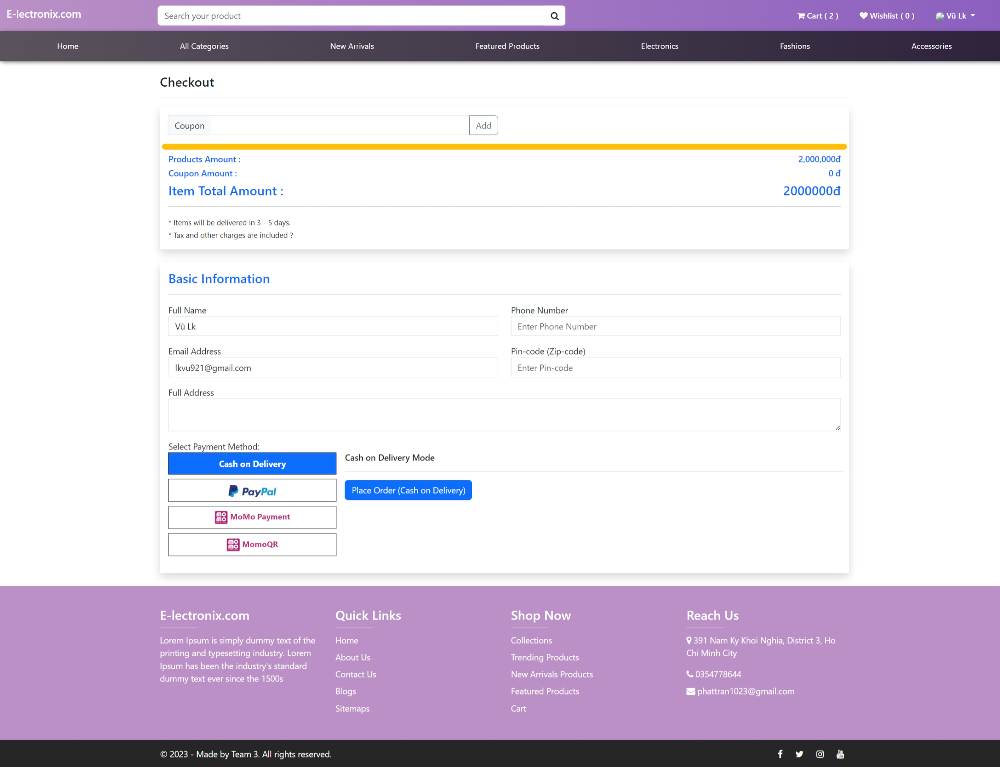 E-lectronix.com
Search your product
Cart ( 2 )
Wishlist ( 0 )
Vũ Lk
Home
All Categories
New Arrivals
Featured Products
Electronics
Fashions
Accessories
Checkout
Coupon
Add
Products Amount :
2,000,000đ
Coupon Amount :
0 đ
Item Total Amount :
2000000đ
* Items will be delivered in 3 - 5 days.
* Tax and other charges are included ?
Basic Information
Full Name
Vũ Lk
Phone Number
Enter Phone Number
Email Address
lkvu921@gmail.com
Pin-code (Zip-code)
Enter Pin-code
Full Address
Select Payment Method:
Cash on Delivery
PayPal
MOMO MoMo Payment
MOMO MomoQR
Cash on Delivery Mode
Place Order (Cash on Delivery)
E-lectronix.com
Lorem Ipsum is simply dummy text of the
printing and typesetting industry. Lorem
Ipsum has been the industry's standard
dummy text ever since the 1500s
Quick Links
Home
About Us
Contact Us
Blogs
Sitemaps
Shop Now
Collections
Trending Products
New Arrivals Products
Featured Products
Cart
Reach Us
391 Nam Ky Khoi Nghia, District 3, Ho
Chi Minh City
0354778644
phattran1023@gmail.com
© 2023 - Made by Team 3. All rights reserved.
You Tube